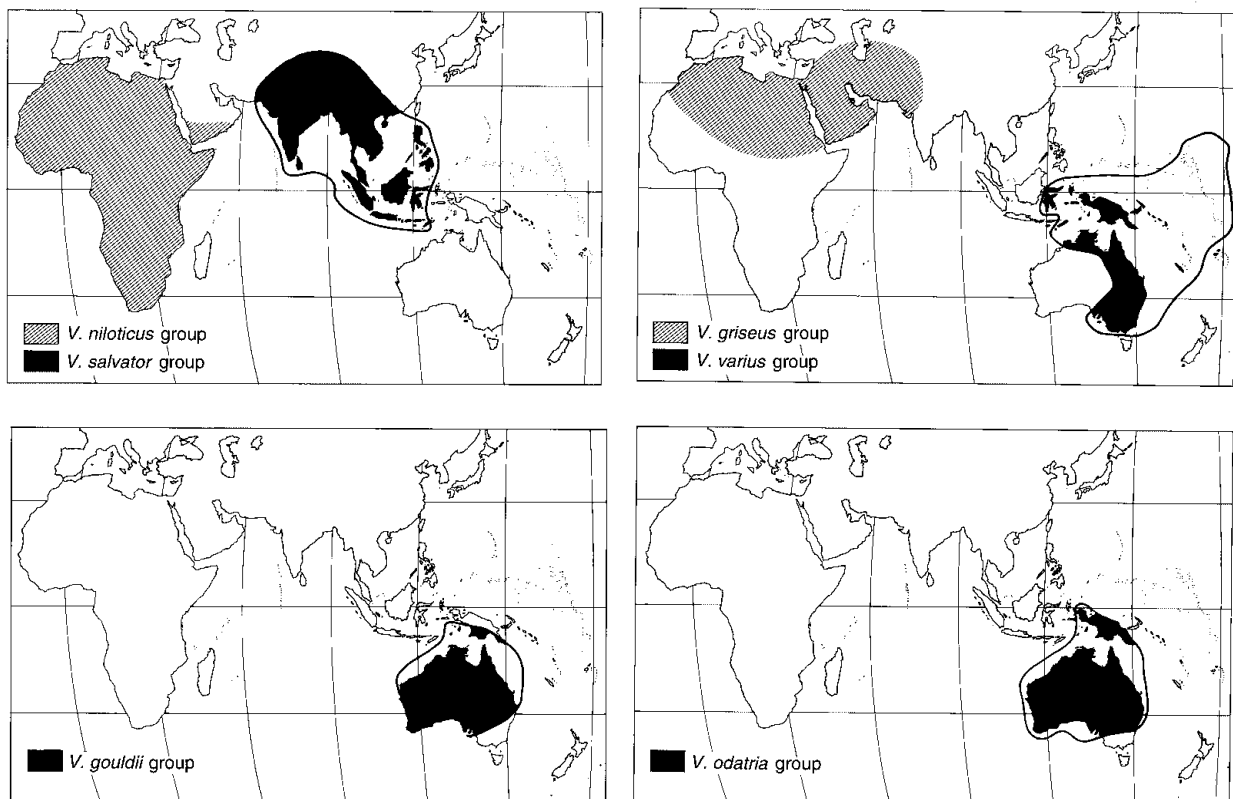 V. niloticus group
V. salvator group
V. griseus group
V. varius group
V. gouldii group
V. odatria group